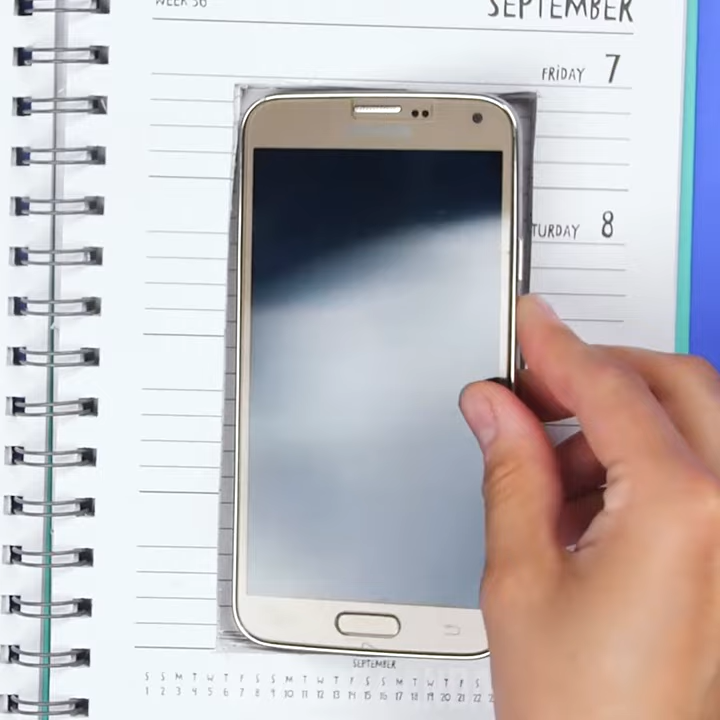 WEEK 36
SEPTEMBER
FRIDAY 7
TURDAY 8
SEPTEMBER
S S M T W T F S S M T W T F S S M T W T F S
1 2 3 4 5 6 7 8 9 10 11 12 13 14 15 16 17 18 19 20 21 22